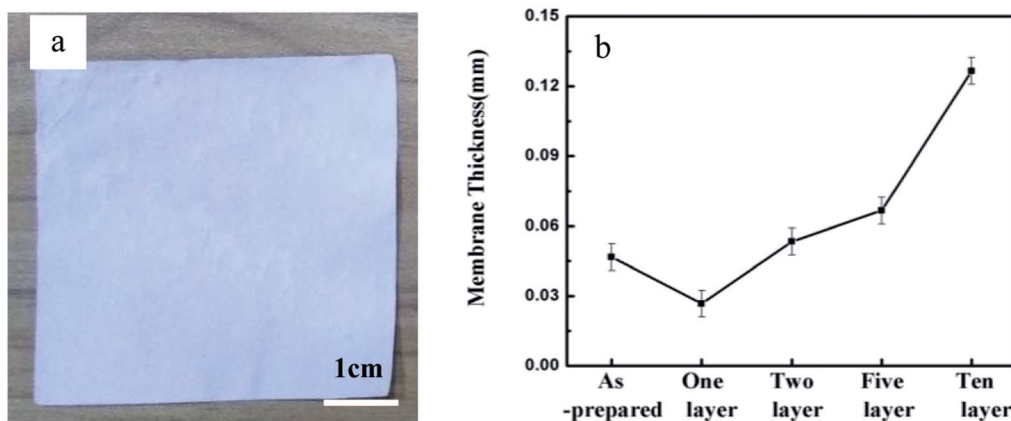 a
1cm
b
Membrane Thickness(mm)
0.15
0.12
0.09
0.06
0.03
0.00
As
-prepared
One
layer
Two
layer
Five
layer
Ten
layer